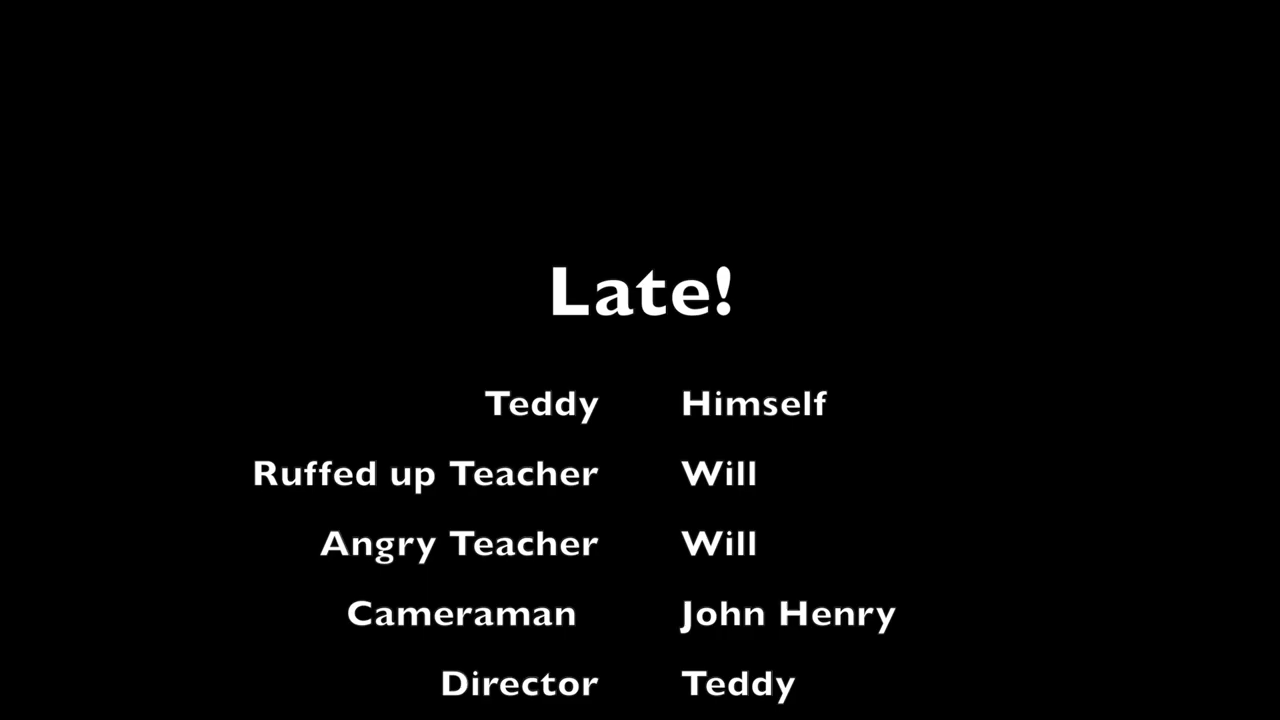 Late!
Teddy Himself
Ruffed up Teacher Will
Angry Teacher Will
Cameraman John Henry
Director Teddy